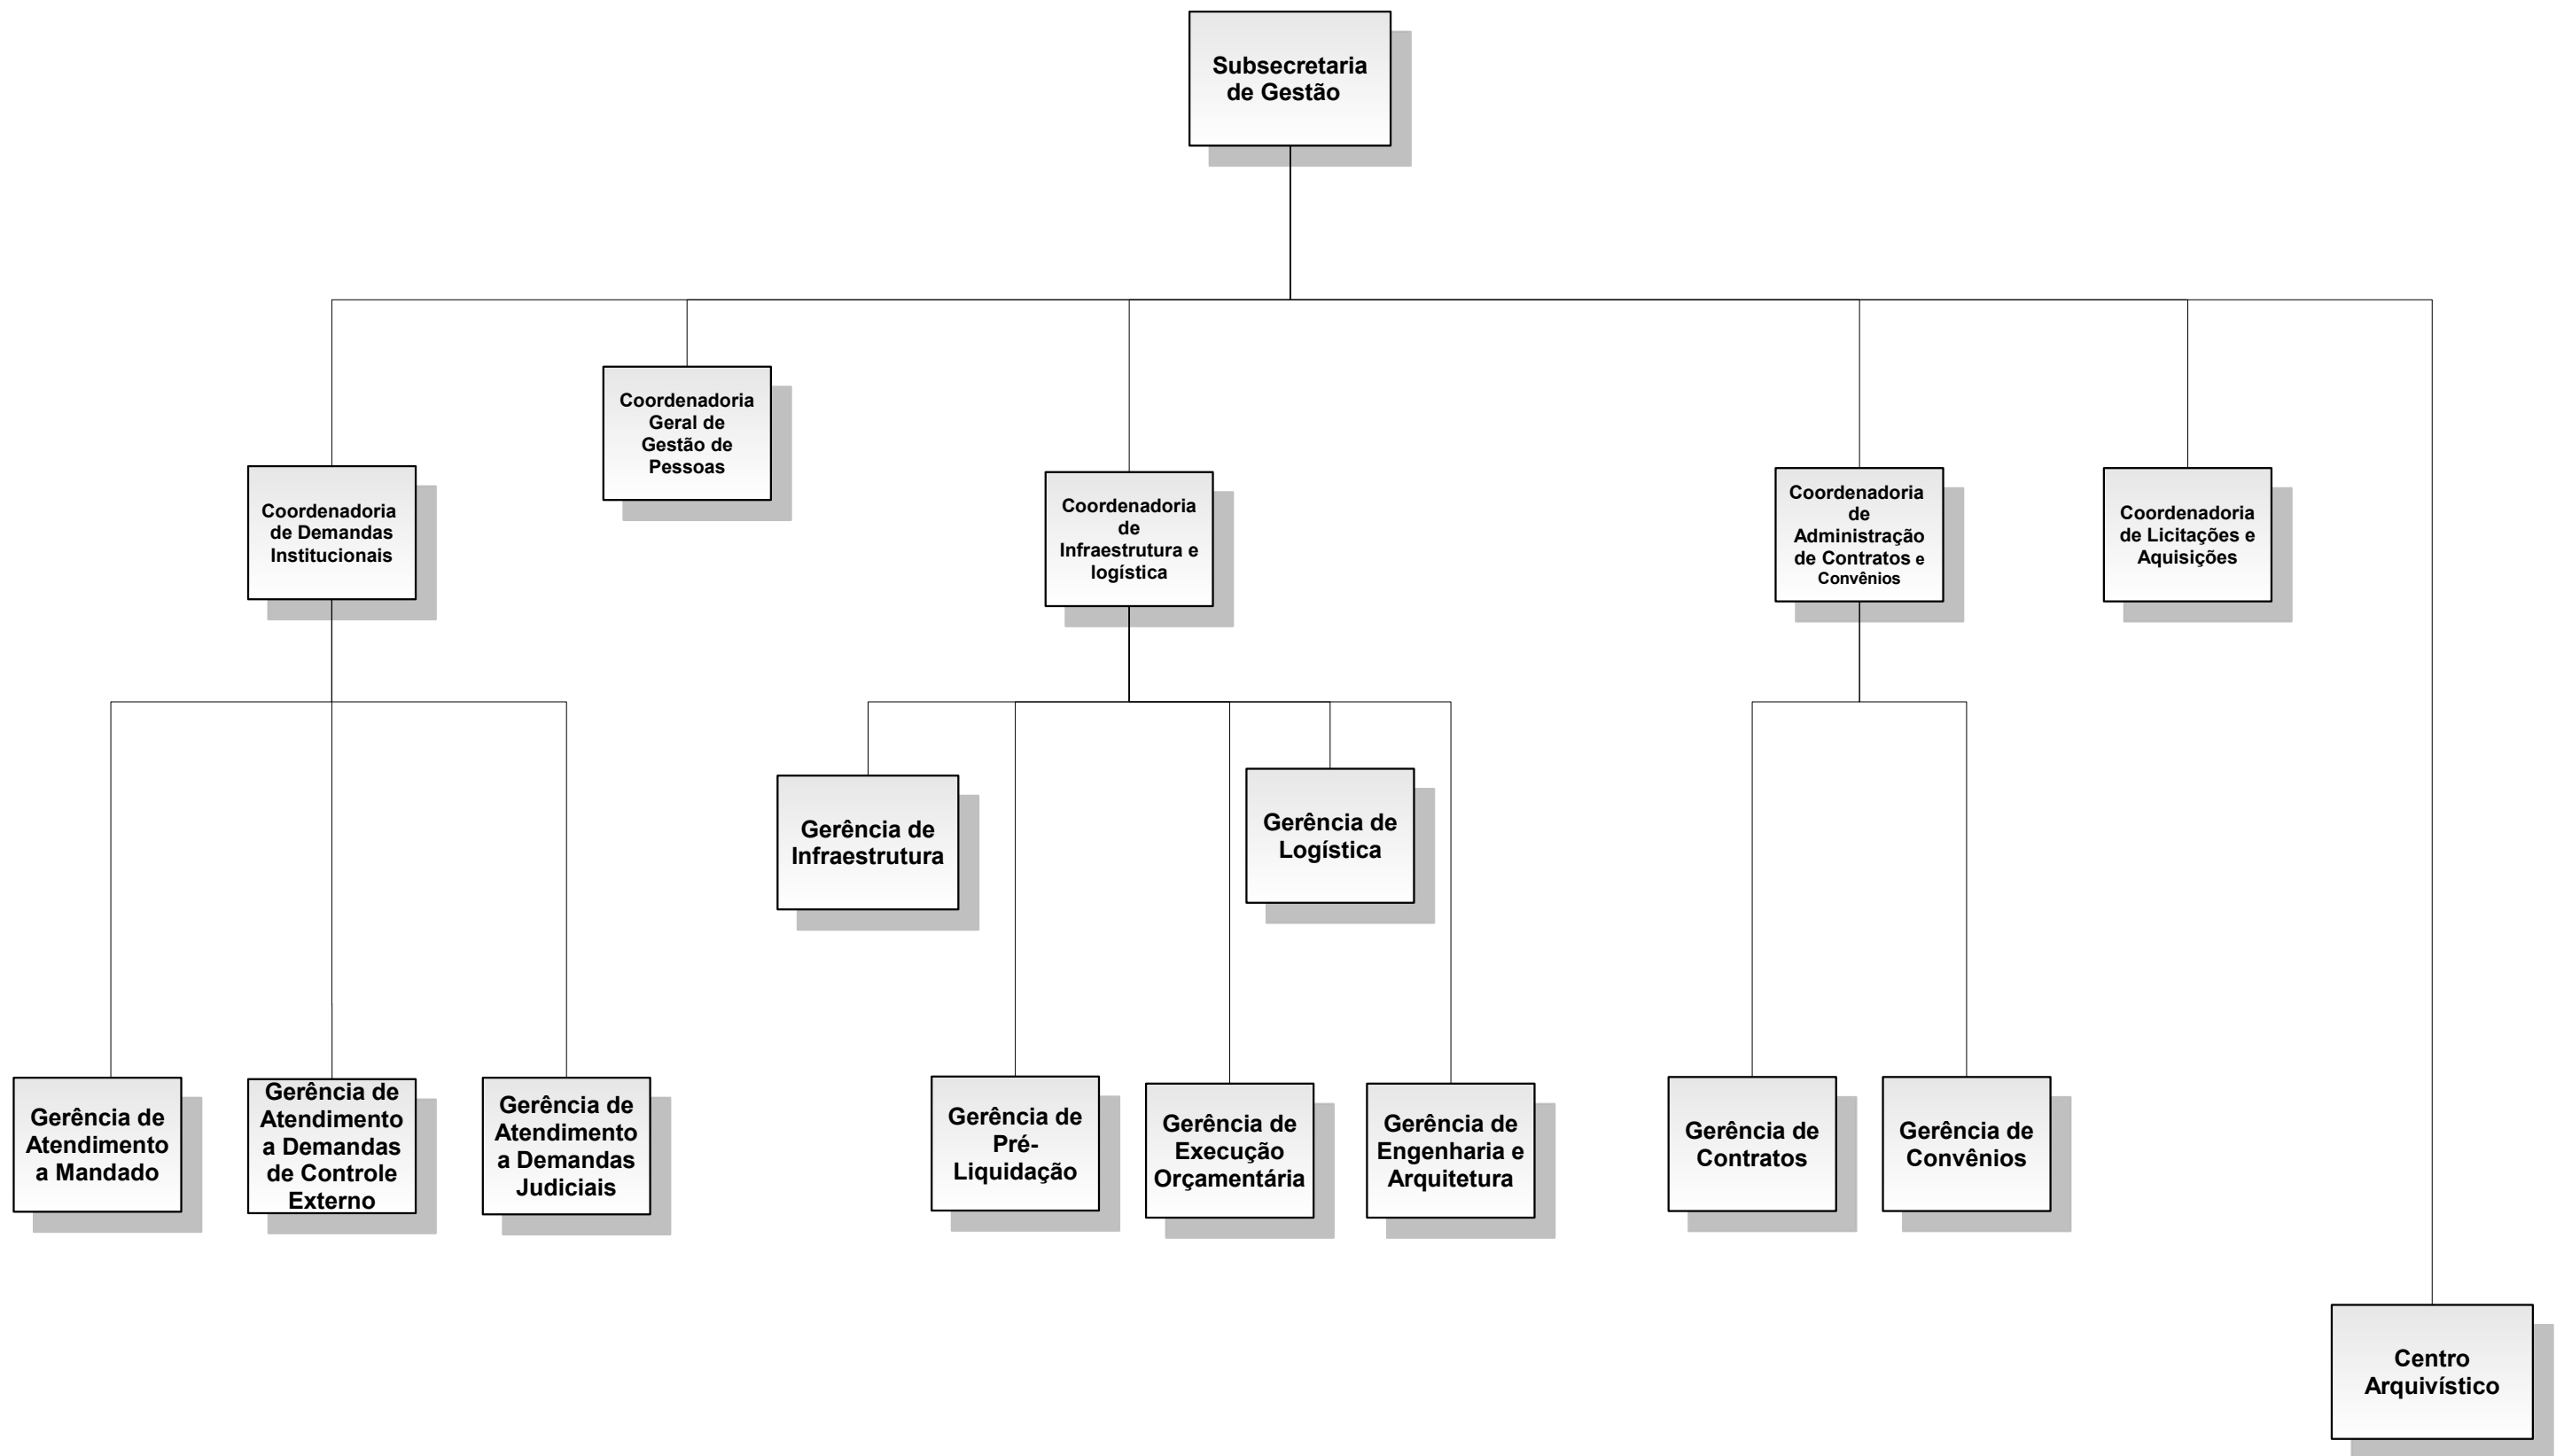 Subsecretaria
de Gestão
Coordenadoria
Geral de
Gestão de
Pessoas
Coordenadoria
de Demandas
Institucionais
Coordenadoria
de
Infraestrutura e
logística
Coordenadoria
de
Administração
de Contratos e
Convênios
Coordenadoria
de Licitações e
Aquisições
Gerência de
Infraestrutura
Gerência de
Logística
Gerência de
Atendimento
a Mandado
Gerência de
Atendimento
a Demandas
de Controle
Externo
Gerência de
Atendimento
a Demandas
Judiciais
Gerência de
Pré-
Liquidação
Gerência de
Execução
Orçamentária
Gerência de
Engenharia e
Arquitetura
Gerência de
Contratos
Gerência de
Convênios
Centro
Arquivístico